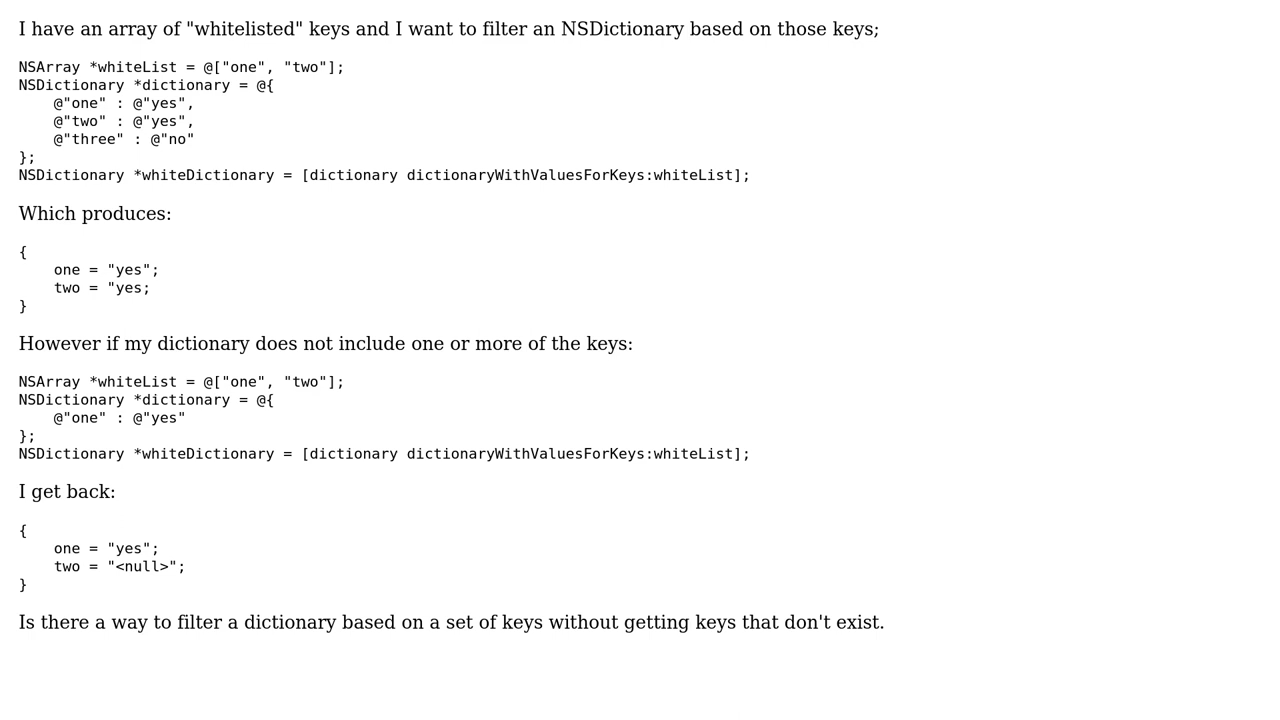 I have an array of "whitelisted" keys and I want to filter an NSDictionary based on those keys;
NSArray *whiteList = @["one", "two"];
NSDictionary *dictionary = @{
    @"one" : @"yes",
    @"two" : @"yes",
    @"three" : @"no"
};
NSDictionary *whiteDictionary = [dictionary dictionaryWithValuesForKeys:whiteList];
Which produces:
{
    one = "yes";
    two = "yes;
}
However if my dictionary does not include one or more of the keys:
NSArray *whiteList = @["one", "two"];
NSDictionary *dictionary = @{
    @"one" : @"yes"
};
NSDictionary *whiteDictionary = [dictionary dictionaryWithValuesForKeys:whiteList];
I get back:
{
    one = "yes";
    two = "<null>";
}
Is there a way to filter a dictionary based on a set of keys without getting keys that don't exist.